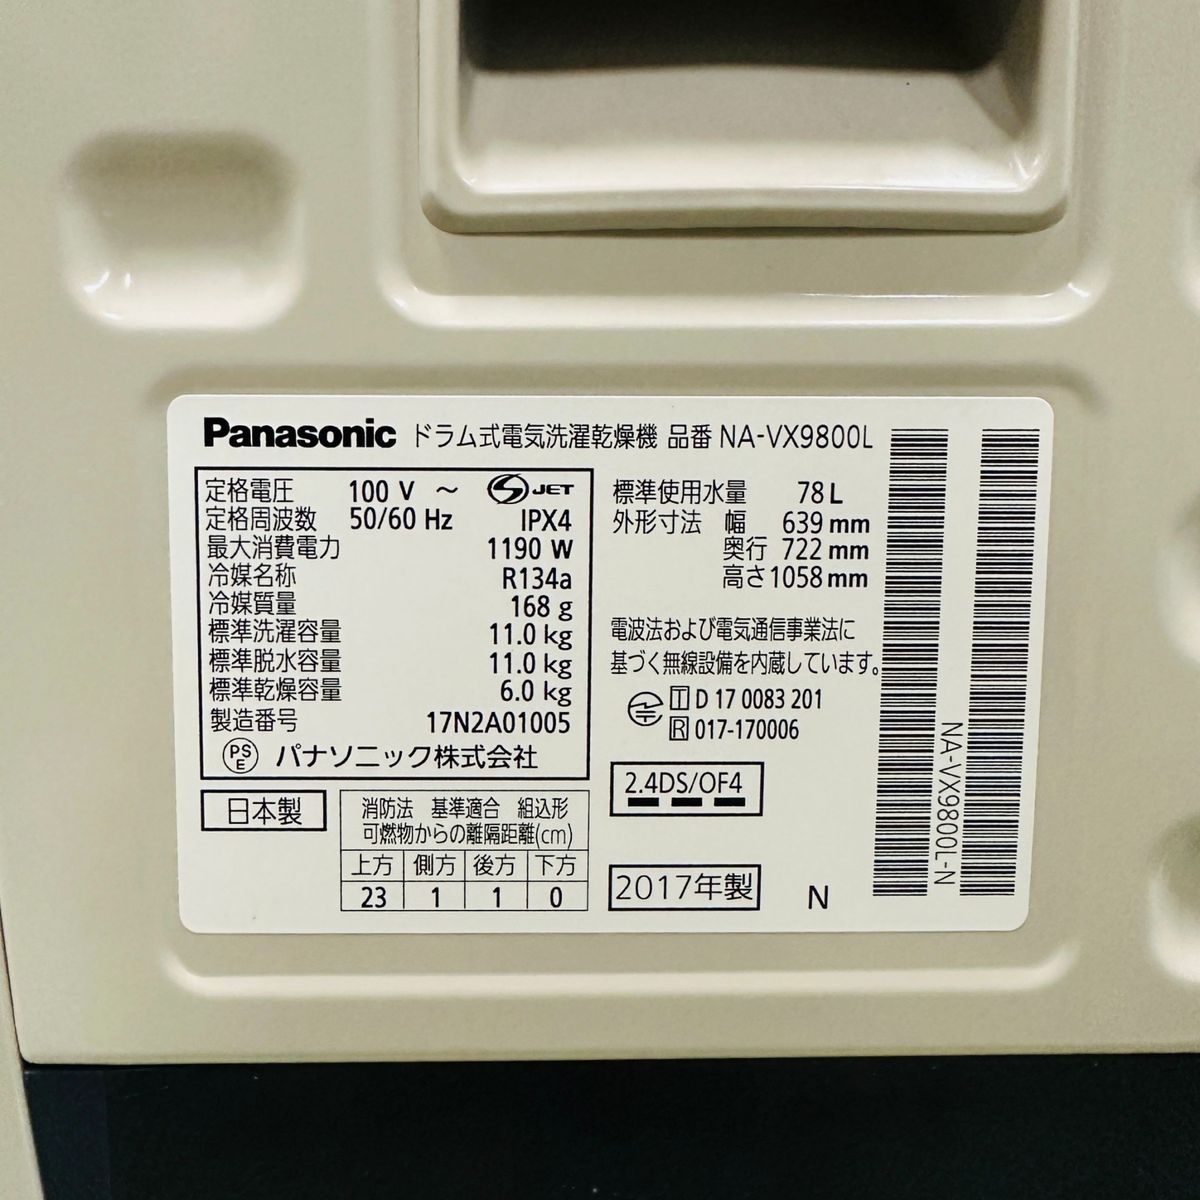 Panasonic ドラム式電気洗濯乾燥機 品番 NA-VX9800L
定格電圧 100 V ～ S JET
定格周波数 50/60 Hz IPX4
最大消費電力 1190 W
冷媒名称 R134a
冷媒質量 168 g
標準洗濯容量 11.0 kg
標準脱水容量 11.0 kg
標準乾燥容量 6.0 kg
製造番号 17N2A01005
PSE パナソニック株式会社
日本製
消防法 基準適合 組込形
可燃物からの離隔距離(cm)
上方 側方 後方 下方
23 1 1 0
標準使用水量 78 L
外形寸法 幅 639 mm
奥行 722 mm
高さ 1058 mm
電波法および電気通信事業法に
基づく無線設備を内蔵しています。
T D 17 0083 201
R 017-170006
2.4DS/OF4
2017年製 N
NA-VX9800L-N